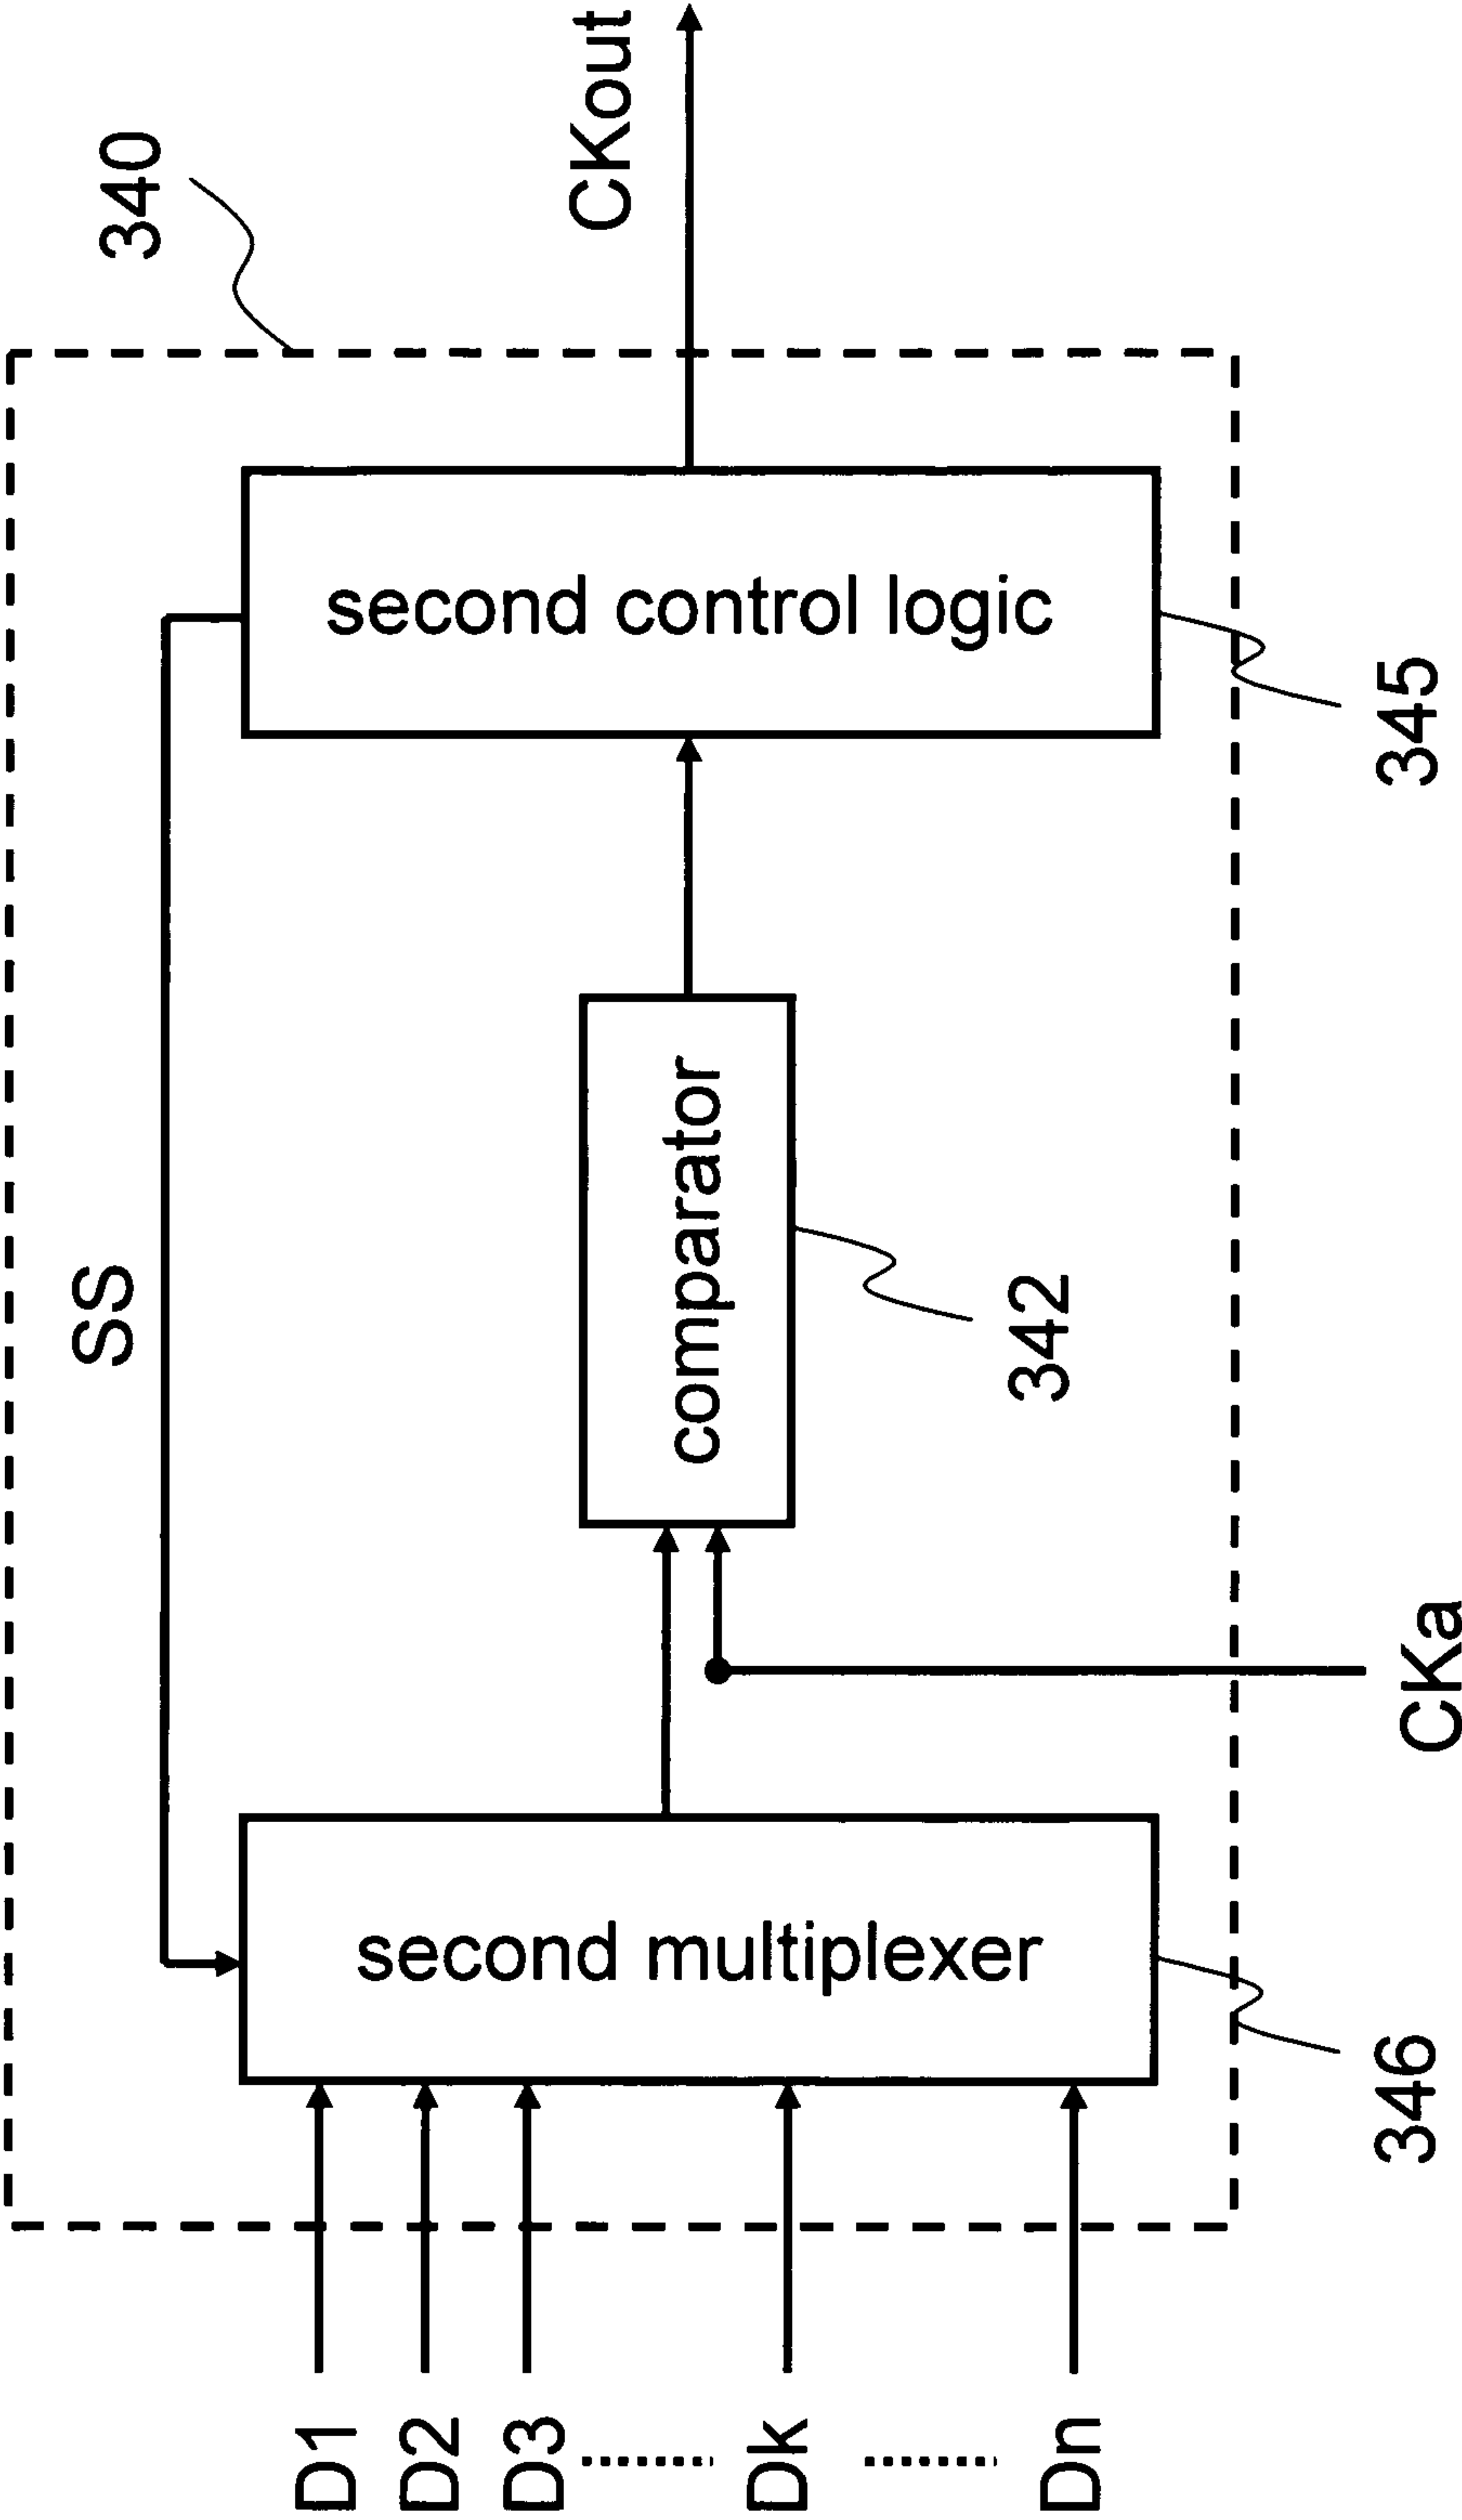 340
CKout
second control logic
345
SS
comparator
342
CKa
second multiplexer
346
D1
D2
D3
Dk
Dn